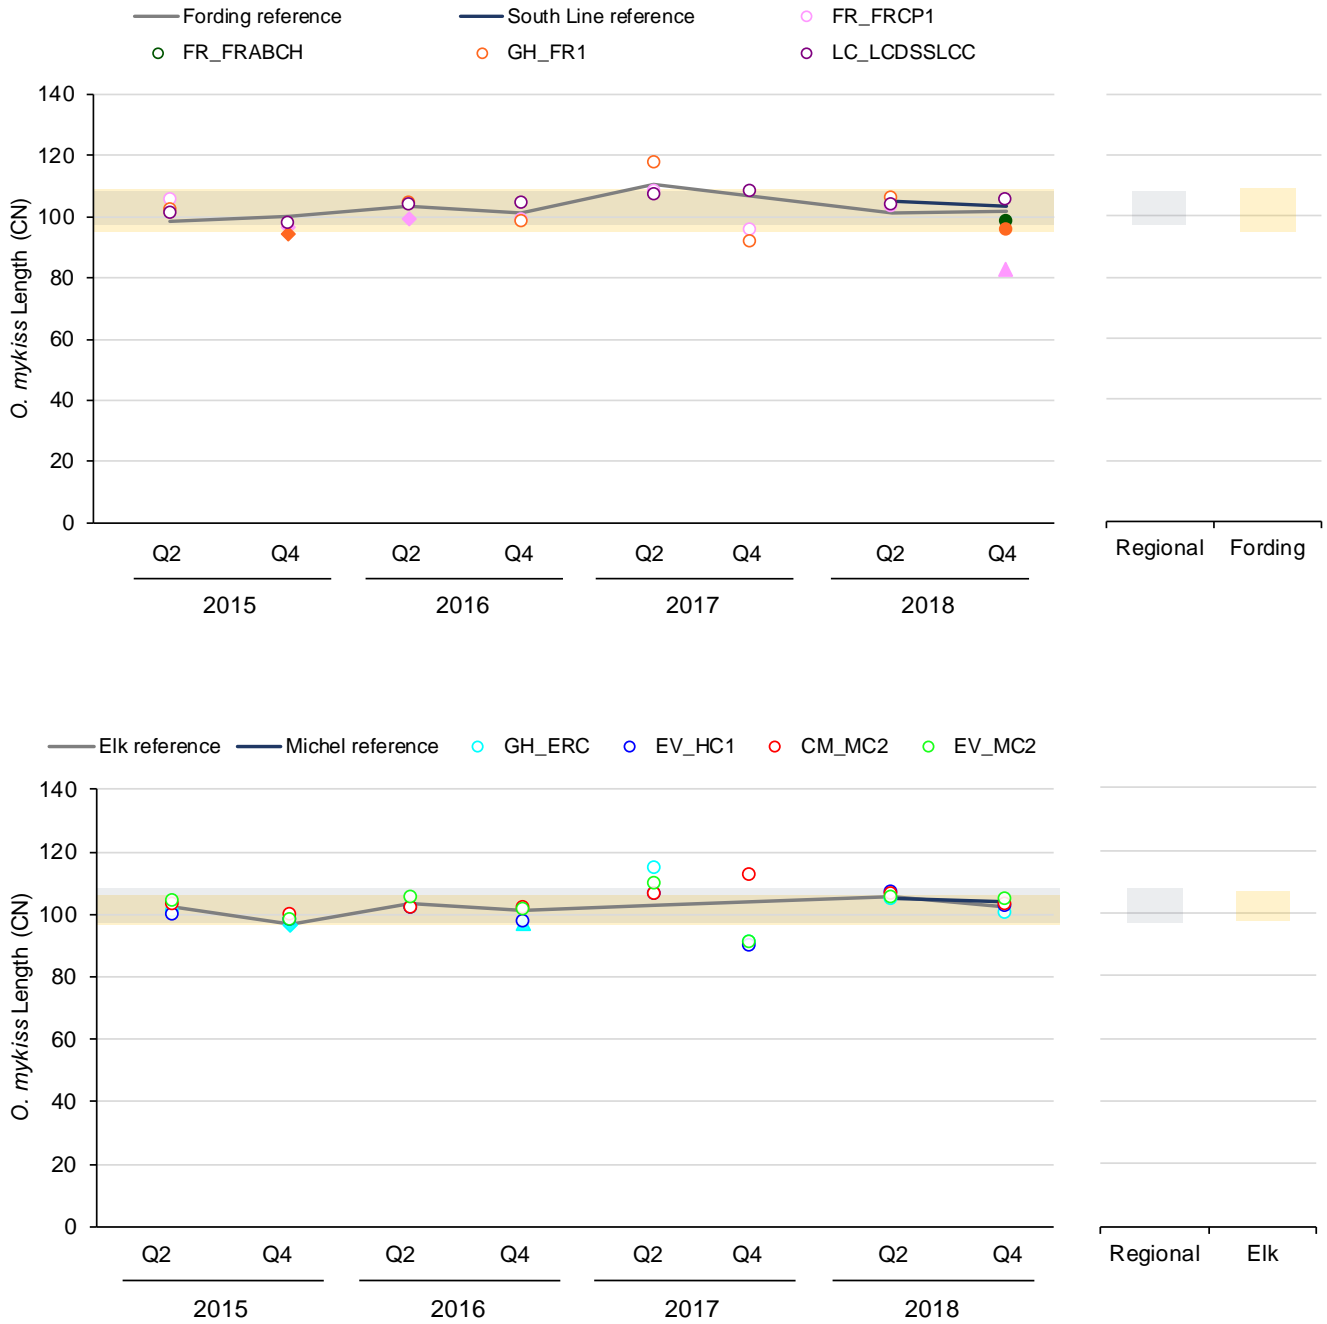 Fording reference South Line reference FR_FRCP1
FR_FRABCH GH_FR1 LC_LCDSSLCC
O. mykiss Length (CN)
140
120
100
80
60
40
20
0
Q2 Q4 Q2 Q4 Q2 Q4 Q2 Q4
2015 2016 2017 2018
Regional Fording
Elk reference Michel reference GH_ERC EV_HC1 CM_MC2 EV_MC2
O. mykiss Length (CN)
140
120
100
80
60
40
20
0
Q2 Q4 Q2 Q4 Q2 Q4 Q2 Q4
2015 2016 2017 2018
Regional Elk